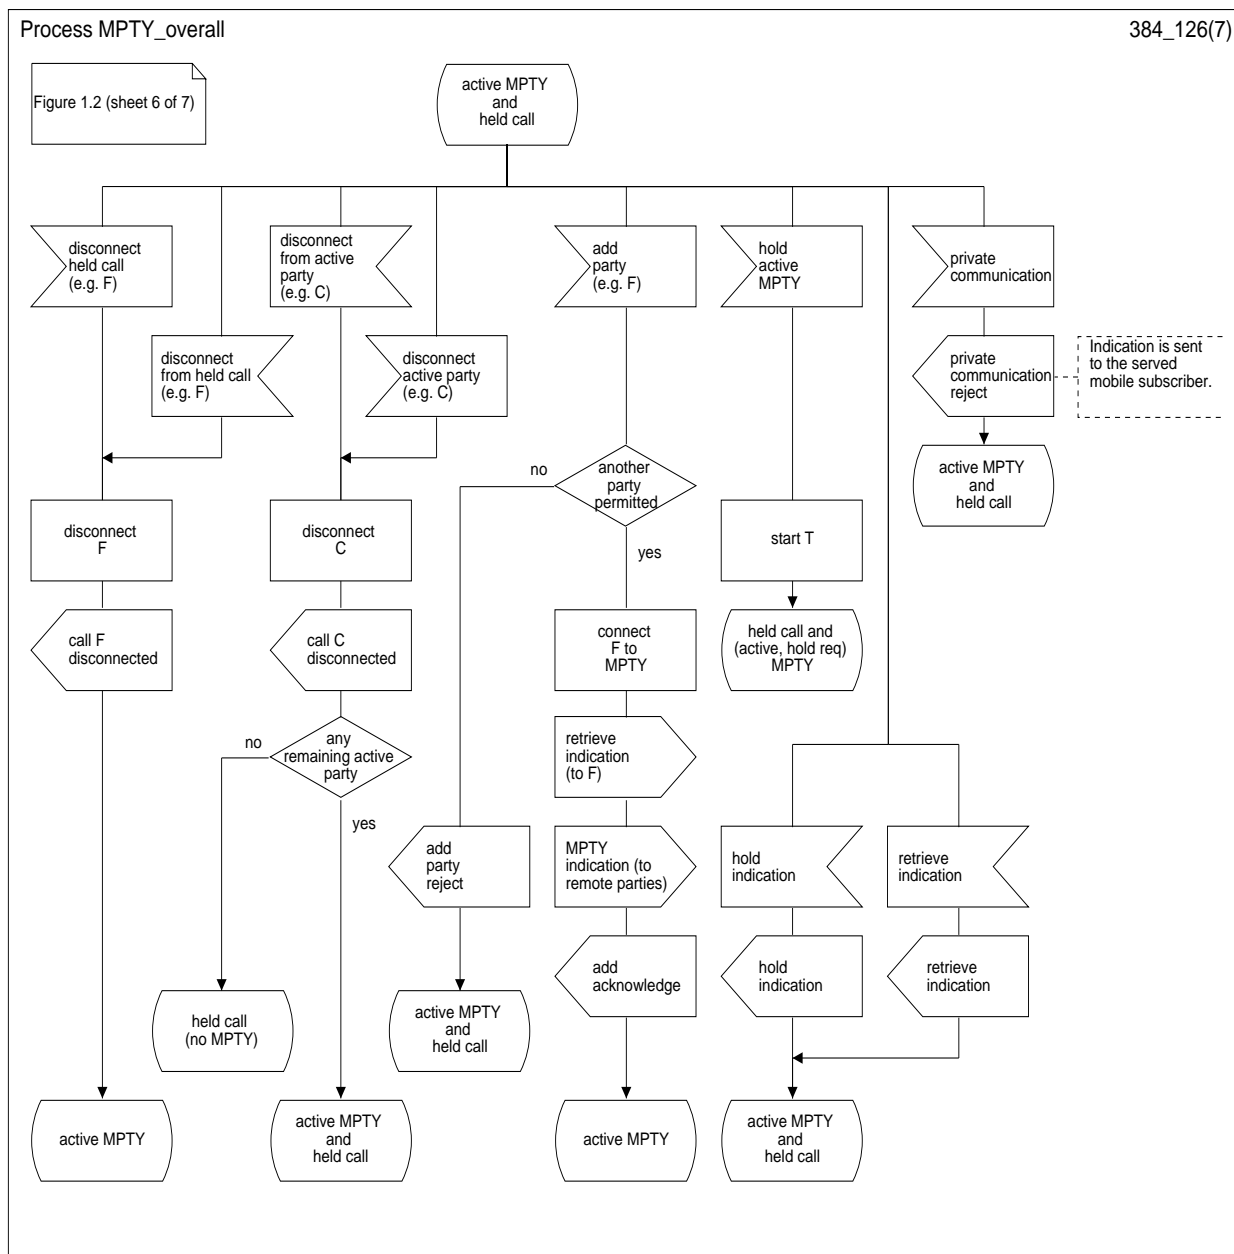 Process MPTY_overall
384_126(7)
Figure 1.2 (sheet 6 of 7)
active MPTY
and
held call
disconnect
held call
(e.g. F)
disconnect
from active
party
(e.g. C)
add
party
(e.g. F)
hold
active
MPTY
private
communication
disconnect
from held call
(e.g. F)
disconnect
active party
(e.g. C)
private
communication
reject
Indication is sent
to the served
mobile subscriber.
no
another
party
permitted
yes
active MPTY
and
held call
disconnect
F
disconnect
C
start T
call F
disconnected
call C
disconnected
connect
F to
MPTY
held call and
(active, hold req)
MPTY
no
any
remaining active
party
yes
retrieve
indication
(to F)
add
party
reject
MPTY
indication (to
remote parties)
hold
indication
retrieve
indication
add
acknowledge
hold
indication
retrieve
indication
held call
(no MPTY)
active MPTY
and
held call
active MPTY
active MPTY
and
held call
active MPTY
active MPTY
and
held call